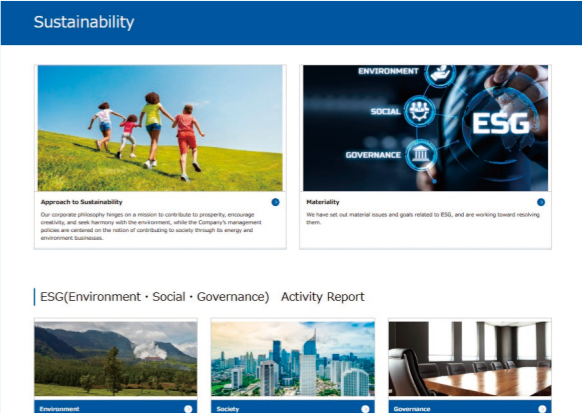 Sustainability
ENVIRONMENT
SOCIAL
GOVERNANCE
ESG
Approach to Sustainability
Our corporate philosophy hinges on a mission to contribute to prosperity, encourage
creativity, and seek harmony with the environment, while the Company's management
policies are centered on the notion of contributing to society through its energy and
environment businesses.
Materiality
We have set out material issues and goals related to ESG, and are working toward resolving
them.
ESG(Environment・Social・Governance)　Activity Report
Environment
Society
Governance